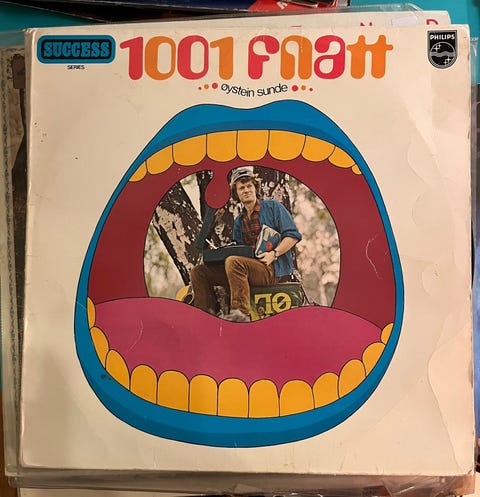 SUCCESS
SERIES
1001 fnatt
øystein sunde
PHILIPS